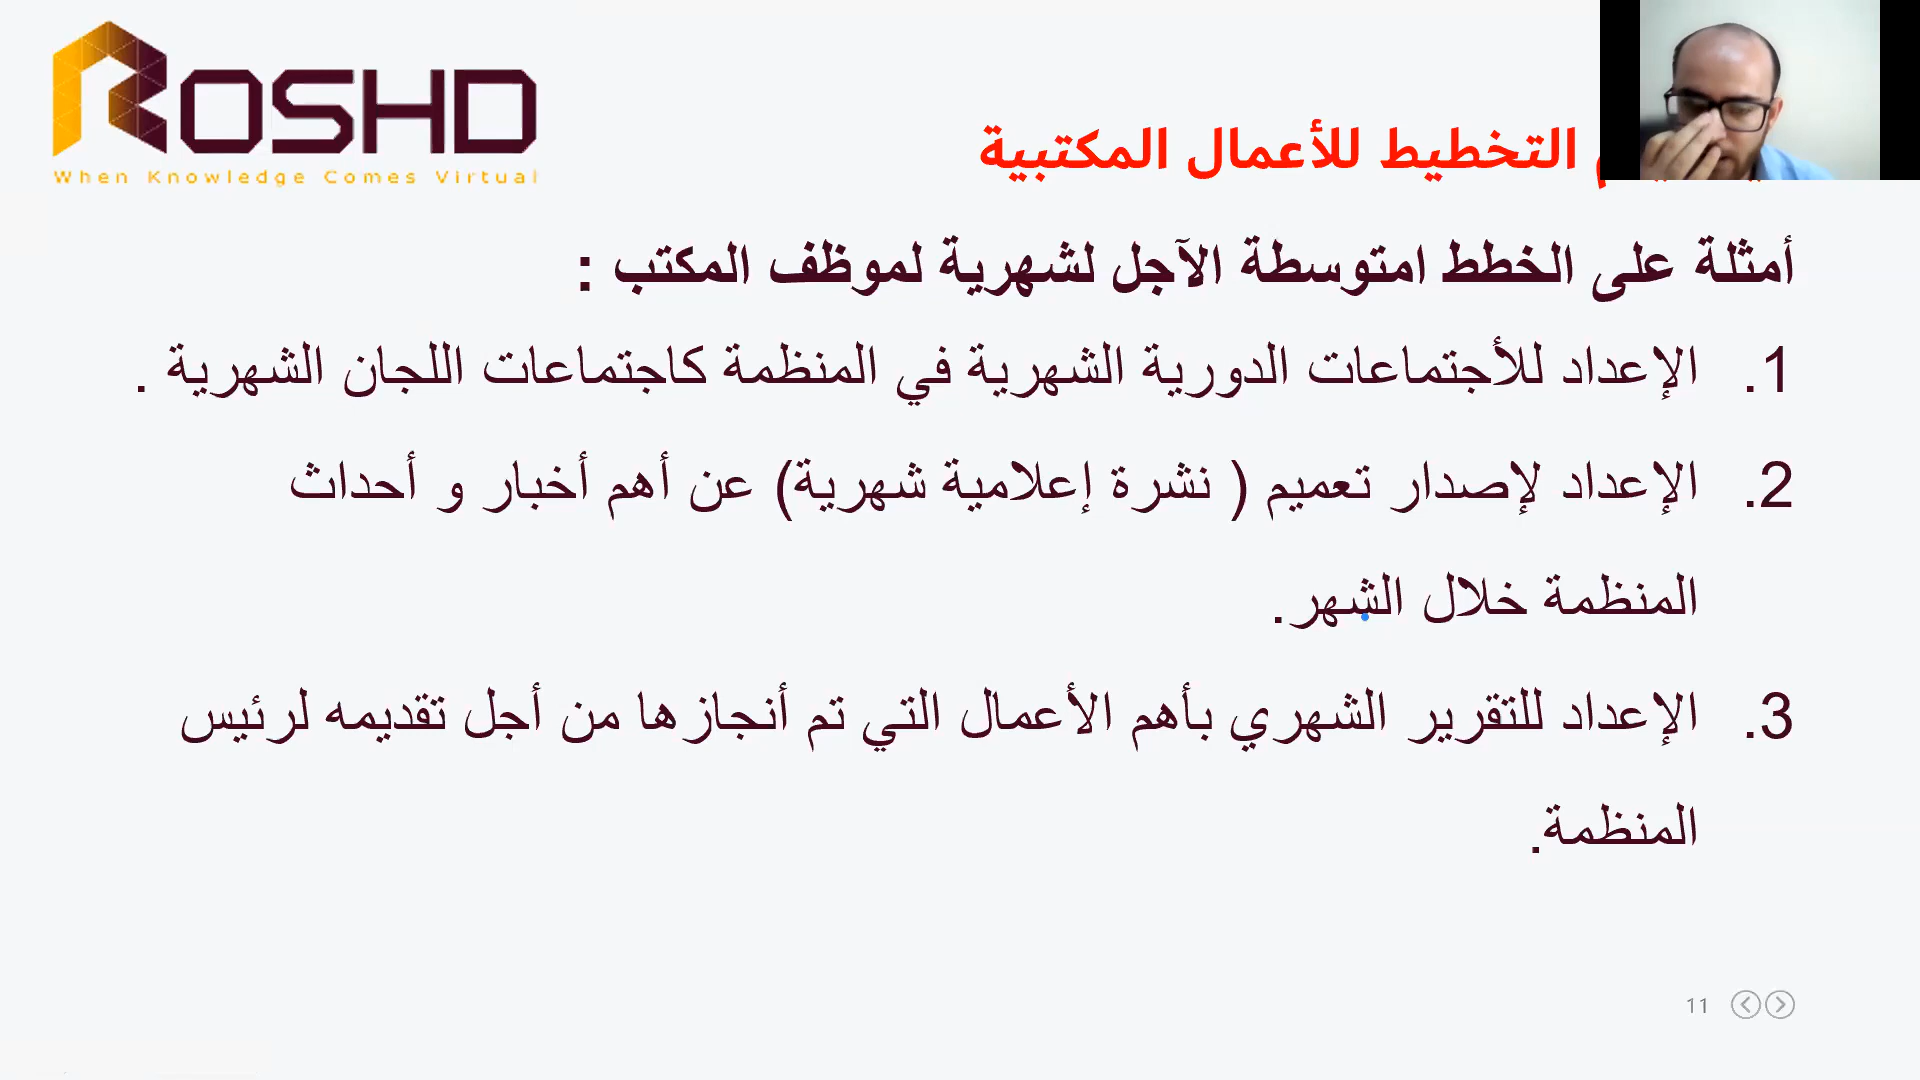 ROSHD
When Knowledge Comes Virtual
التخطيط للأعمال المكتبية
أمثلة على الخطط امتوسطة الآجل لشهرية لموظف المكتب :
1. الإعداد للأجتماعات الدورية الشهرية في المنظمة كاجتماعات اللجان الشهرية .
2. الإعداد لإصدار تعميم ( نشرة إعلامية شهرية) عن أهم أخبار و أحداث
المنظمة خلال الشهر.
3. الإعداد للتقرير الشهري بأهم الأعمال التي تم أنجازها من أجل تقديمه لرئيس
المنظمة.
11